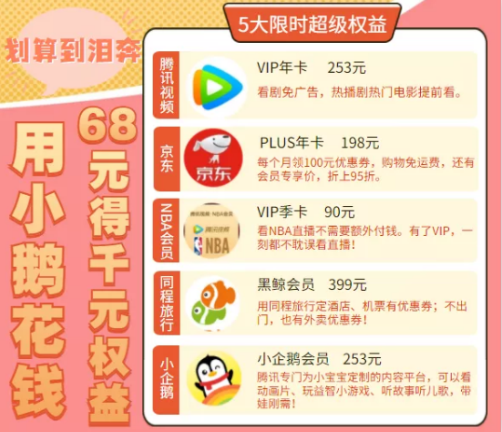 划算到泪奔
用小鹅花钱
68元得千元权益
5大限时超级权益
腾讯视频
VIP年卡 253元
看剧免广告，热播剧热门电影提前看。
京东
京东
PLUS年卡 198元
每个月领100元优惠券，购物免运费，还有
会员专享价，折上95折。
NBA会员
NBA
VIP季卡 90元
看NBA直播不需要额外付钱。有了VIP，一
刻都不耽误看直播！
同程旅行
黑鲸会员 399元
用同程旅行定酒店、机票有优惠券；不出
门，也有外卖优惠券！
小企鹅
小企鹅会员 253元
腾讯专门为小宝宝定制的内容平台，可以看
动画片、玩益智小游戏、听故事听儿歌，带
娃刚需！